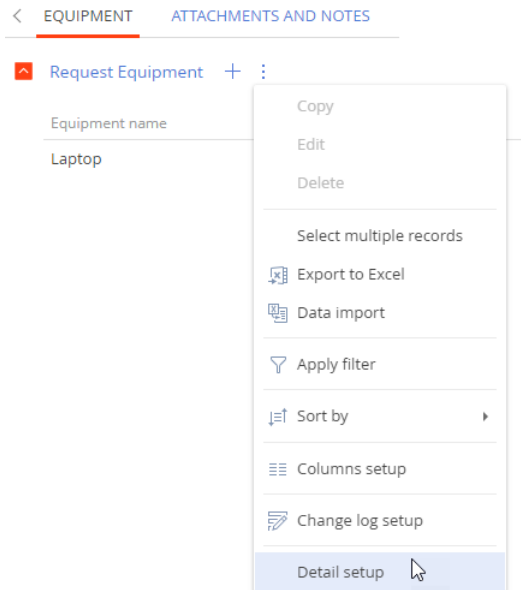 EQUIPMENT ATTACHMENTS AND NOTES
Request Equipment
Equipment name
Laptop
Copy
Edit
Delete
Select multiple records
Export to Excel
Data import
Apply filter
Sort by
Columns setup
Change log setup
Detail setup